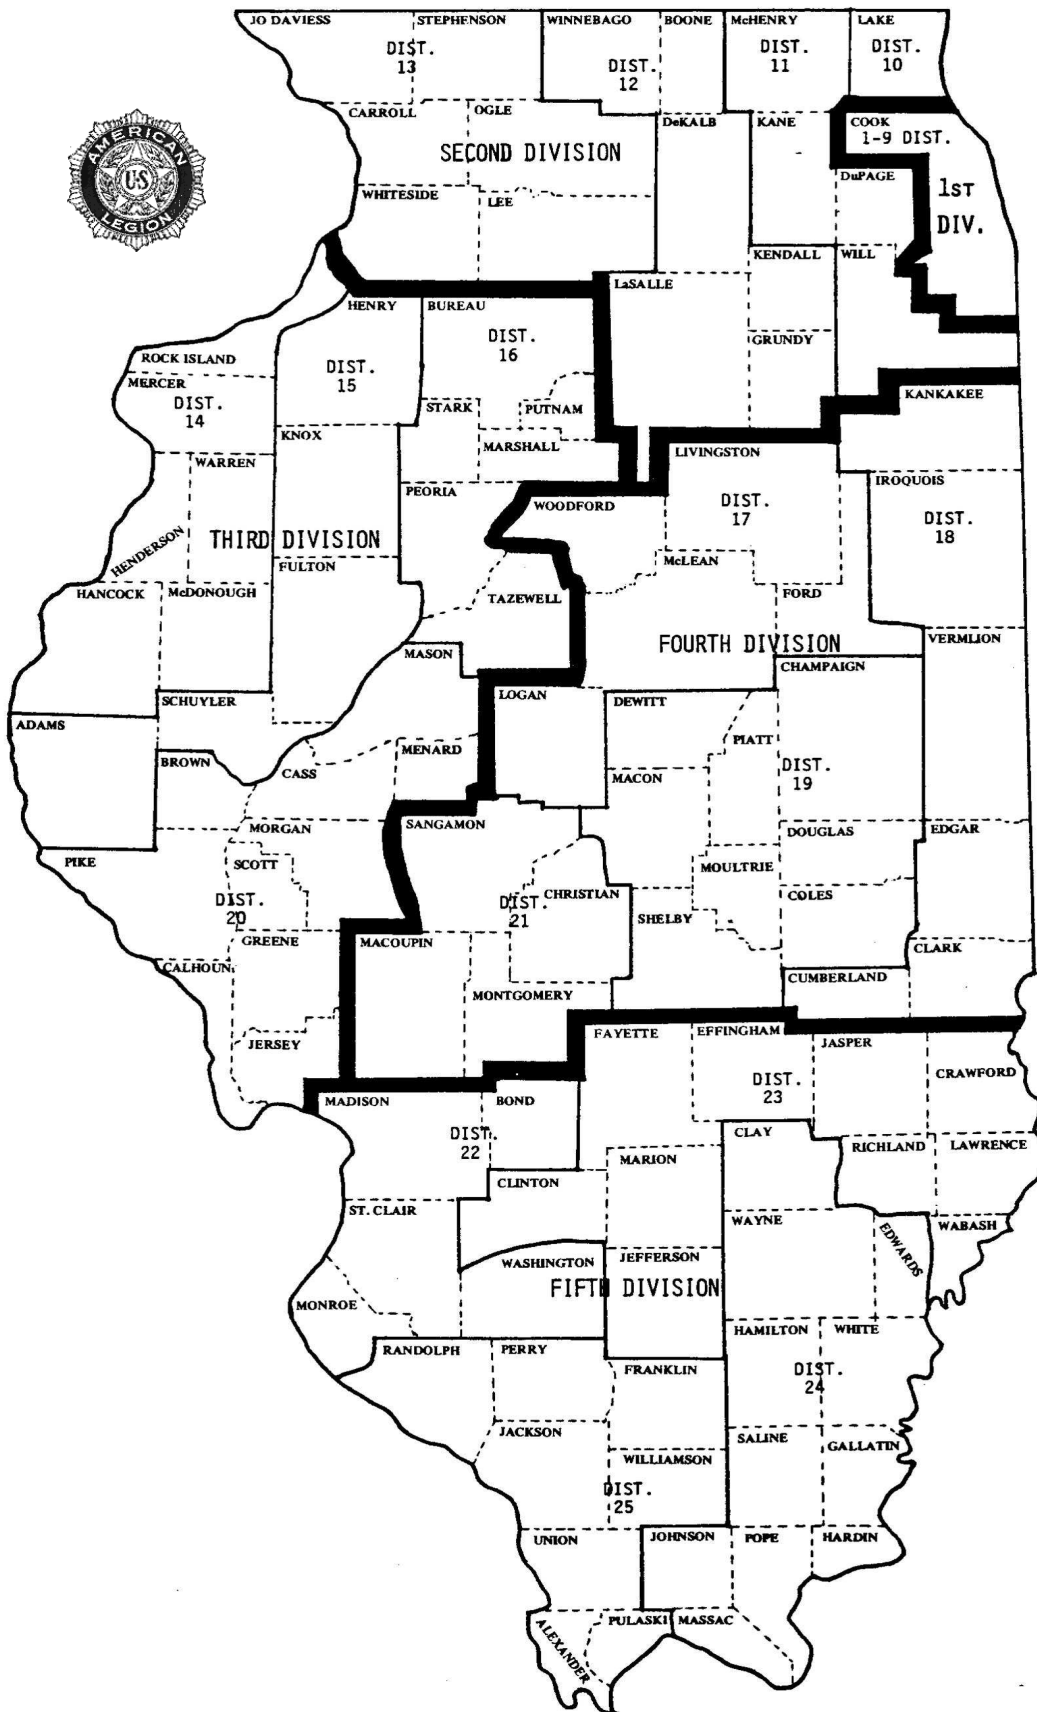 JO DAVIESS STEPHENSON WINNEBAGO BOONE McHENRY LAKE
DIST.
13
DIST.
12
DIST.
11
DIST.
10
AMERICAN
US
LEGION
CARROLL OGLE DeKALB KANE COOK
1-9 DIST.
SECOND DIVISION
DuPAGE
1ST
DIV.
WHITESIDE LEE
KENDALL WILL
LaSALLE
HENRY BUREAU
GRUNDY
DIST.
16
ROCK ISLAND
DIST.
15
MERCER
DIST.
14
KANKAKEE
STARK PUTNAM
KNOX
MARSHALL
LIVINGSTON
WARREN
PEORIA
IROQUOIS
WOODFORD
DIST.
17
DIST.
18
THIRD DIVISION
HENDERSON
FULTON
McLEAN
HANCOCK McDONOUGH
TAZEWELL
FORD
FOURTH DIVISION
VERMLION
MASON
CHAMPAIGN
LOGAN
SCHUYLER
DEWITT
ADAMS
PIATT
MENARD
BROWN
CASS
MACON
DIST.
19
SANGAMON
MORGAN
DOUGLAS EDGAR
PIKE
SCOTT
MOULTRIE
CHRISTIAN
COLES
DIST.
20
DIST.
21
SHELBY
GREENE
MACOUPIN
CLARK
CALHOUN
CUMBERLAND
MONTGOMERY
FAYETTE EFFINGHAM
JERSEY
JASPER
CRAWFORD
DIST.
23
MADISON BOND
CLAY
DIST.
22
RICHLAND LAWRENCE
MARION
CLINTON
ST. CLAIR
WAYNE
WABASH
EDWARDS
JEFFERSON
WASHINGTON
FIFTH DIVISION
MONROE
HAMILTON WHITE
RANDOLPH PERRY
FRANKLIN
DIST.
24
JACKSON
SALINE
GALLATIN
WILLIAMSON
DIST.
25
UNION JOHNSON POPE HARDIN
PULASKI MASSAC
ALEXANDER